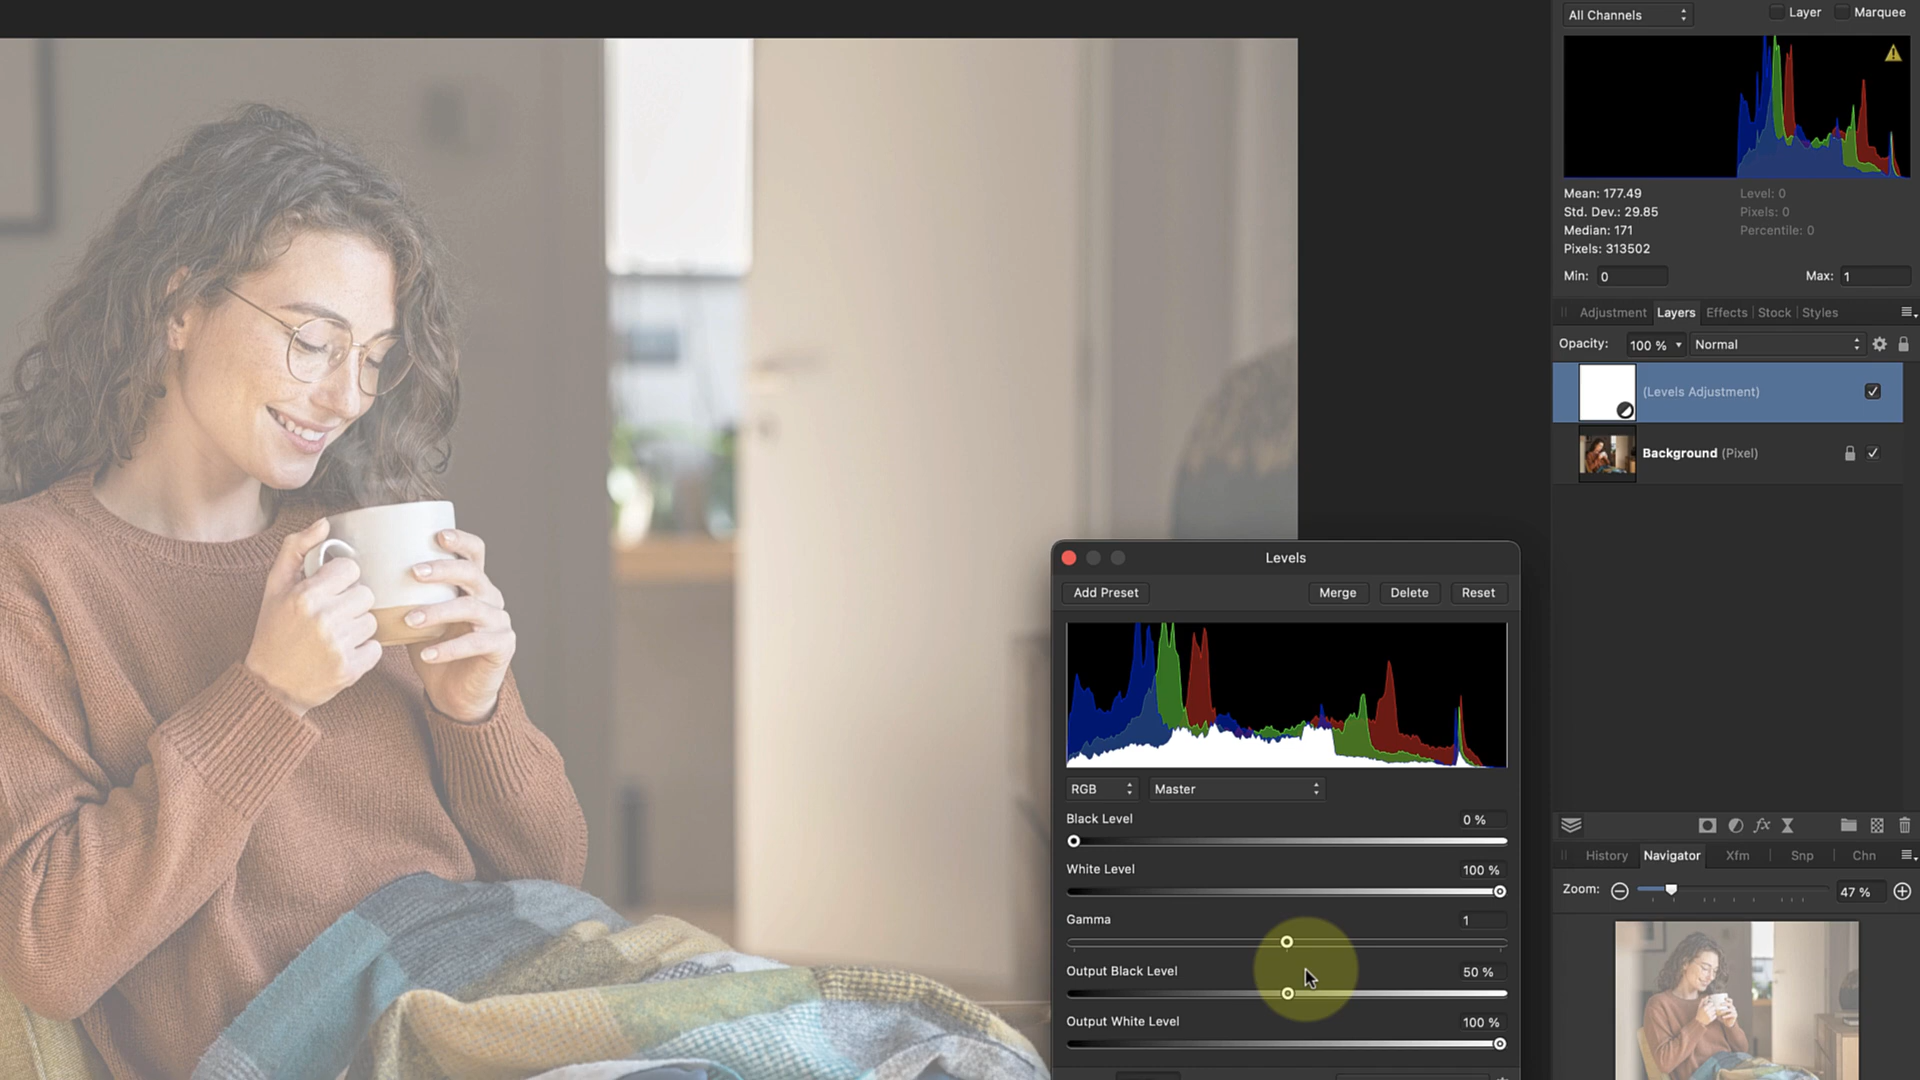 All Channels
Layer
Marquee
Mean: 177.49
Level: 0
Std. Dev.: 29.85
Pixels: 0
Median: 171
Percentile: 0
Pixels: 313502
Min: 0
Max: 1
Adjustment
Layers
Effects
Stock
Styles
Opacity: 100 %
Normal
(Levels Adjustment)
Background (Pixel)
fx
History
Navigator
Xfm
Snp
Chn
Zoom:
47 %
Levels
Add Preset
Merge
Delete
Reset
RGB
Master
Black Level
0 %
White Level
100 %
Gamma
1
Output Black Level
50 %
Output White Level
100 %